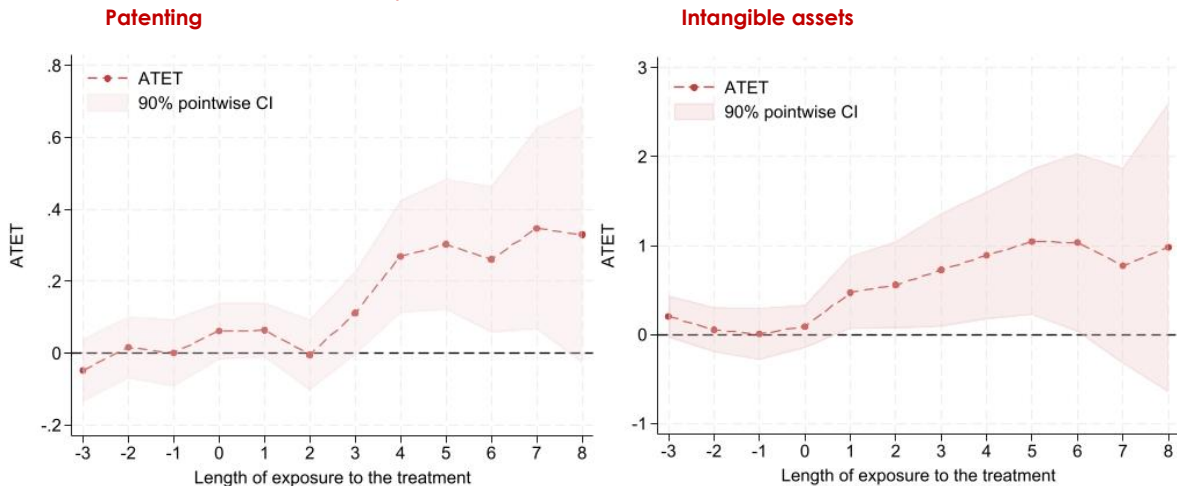 Patenting
.8
.6
.4
.2
0
-.2
ATET
ATET
90% pointwise CI
-3 -2 -1 0 1 2 3 4 5 6 7 8
Length of exposure to the treatment
Intangible assets
3
2
1
0
-1
ATET
ATET
90% pointwise CI
-3 -2 -1 0 1 2 3 4 5 6 7 8
Length of exposure to the treatment